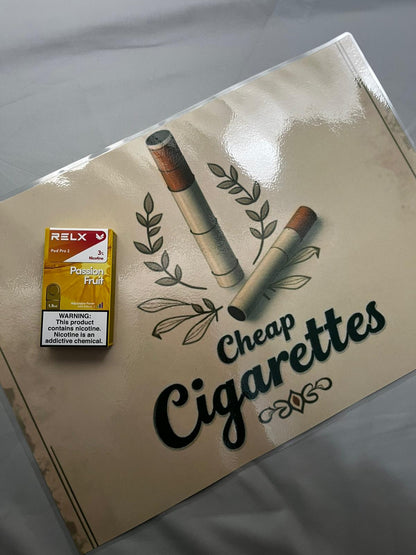 RELX
Pod Pro 2
3%
Nicotine
Passion
Fruit
WARNING:
This product
contains nicotine.
Nicotine is an
addictive chemical.
Cheap
Cigarettes